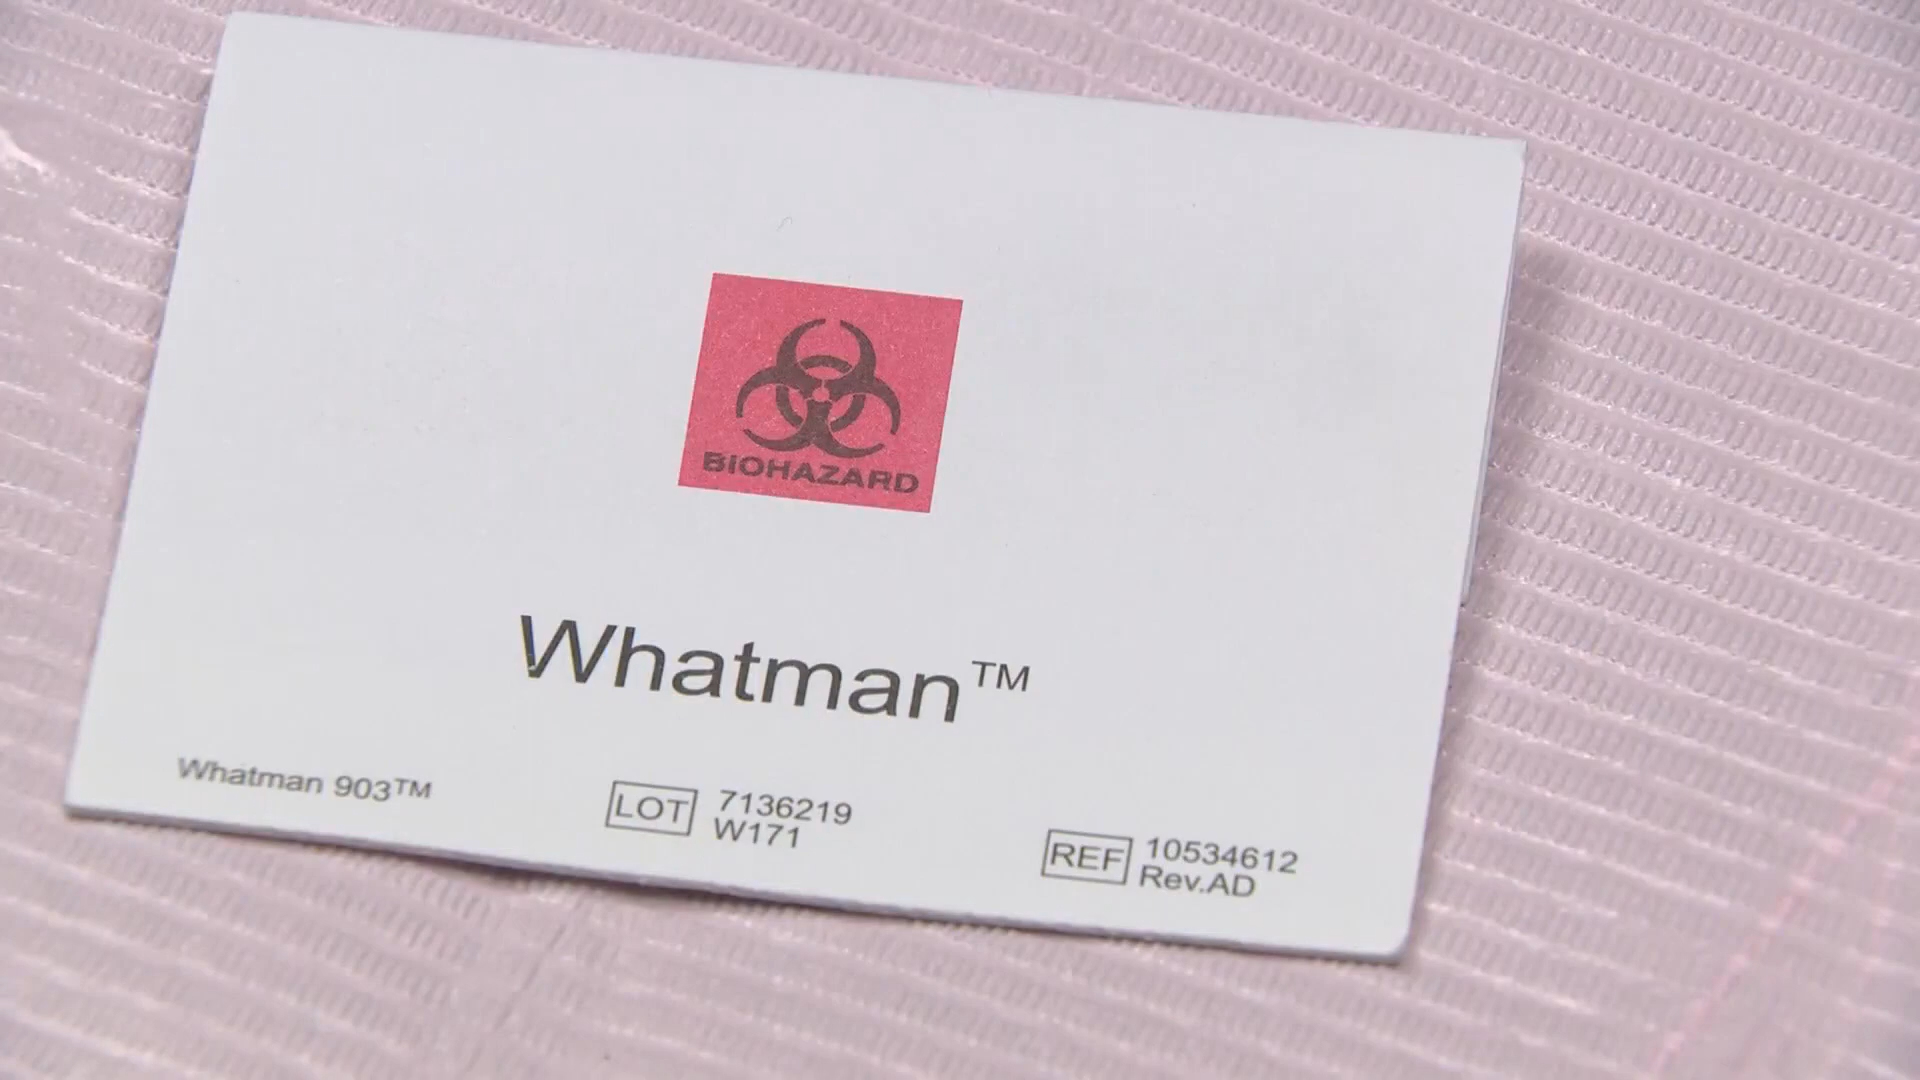 BIOHAZARD
Whatman™
Whatman 903™
LOT 7136219
W171
REF 10534612
Rev.AD